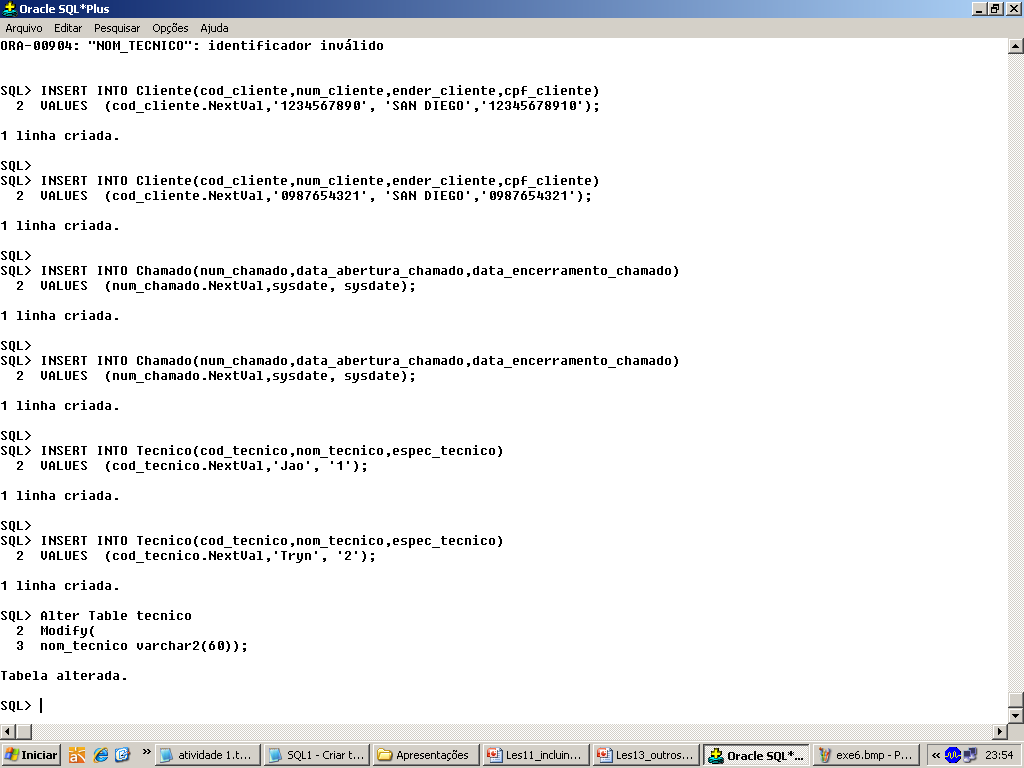 Oracle SQL*Plus
Arquivo Editar Pesquisar Opções Ajuda
ORA-00904: "NOM_TECNICO": identificador inválido
SQL> INSERT INTO Cliente(cod_cliente,num_cliente,ender_cliente,cpf_cliente)
2 VALUES (cod_cliente.NextVal,'1234567890', 'SAN DIEGO','12345678910');
1 linha criada.
SQL>
SQL> INSERT INTO Cliente(cod_cliente,num_cliente,ender_cliente,cpf_cliente)
2 VALUES (cod_cliente.NextVal,'0987654321', 'SAN DIEGO','0987654321');
1 linha criada.
SQL>
SQL> INSERT INTO Chamado(num_chamado,data_abertura_chamado,data_encerramento_chamado)
2 VALUES (num_chamado.NextVal,sysdate, sysdate);
1 linha criada.
SQL>
SQL> INSERT INTO Chamado(num_chamado,data_abertura_chamado,data_encerramento_chamado)
2 VALUES (num_chamado.NextVal,sysdate, sysdate);
1 linha criada.
SQL>
SQL> INSERT INTO Tecnico(cod_tecnico,nom_tecnico,espec_tecnico)
2 VALUES (cod_tecnico.NextVal,'Jao', '1');
1 linha criada.
SQL>
SQL> INSERT INTO Tecnico(cod_tecnico,nom_tecnico,espec_tecnico)
2 VALUES (cod_tecnico.NextVal,'Tryn', '2');
1 linha criada.
SQL> Alter Table tecnico
2 Modify(
3 nom_tecnico varchar2(60));
Tabela alterada.
SQL>
Iniciar » atividade 1.t... SQL1 - Criar t... Apresentações Les11_incluin... Les13_outros... Oracle SQL*... exe6.bmp - P... « 23:54